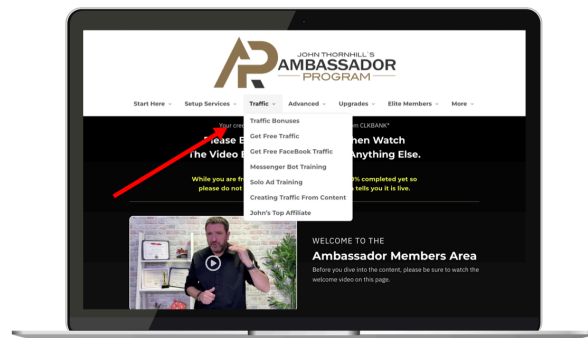 JOHN THORNHILL'S
AMBASSADOR
PROGRAM
Start Here Setup Services Traffic Advanced Upgrades Elite Members More
Traffic Bonuses
Get Free Traffic
Get Free FaceBook Traffic
Messenger Bot Training
Solo Ad Training
Creating Traffic From Content
John's Top Affiliate
Your CLKBANK*
Please hen Watch
The Video Anything Else.
While you are % completed yet so
please do not tells you it is live.
WELCOME TO THE
Ambassador Members Area
Before you dive into the content, please be sure to watch the
welcome video on this page.